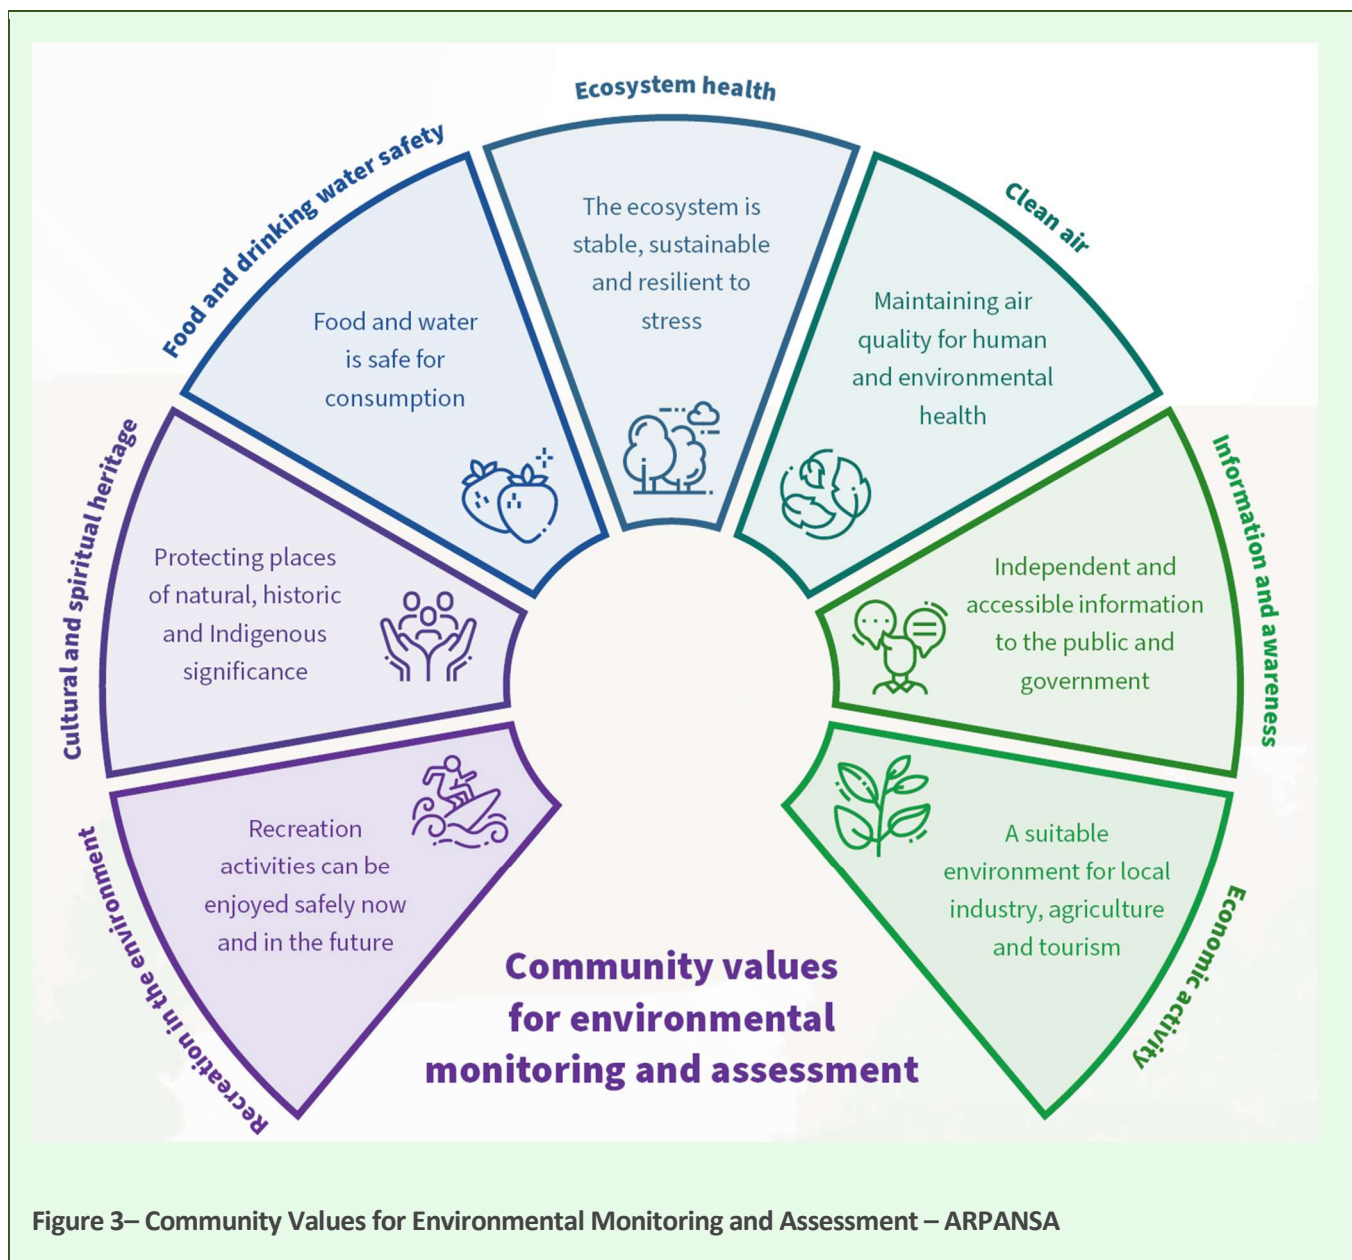 Ecosystem health
The ecosystem is
stable, sustainable
and resilient to
stress
Food and drinking water safety
Food and water
is safe for
consumption
Clean air
Maintaining air
quality for human
and environmental
health
Cultural and spiritual heritage
Protecting places
of natural, historic
and Indigenous
significance
Information and awareness
Independent and
accessible information
to the public and
government
Recreation in the environment
Recreation
activities can be
enjoyed safely now
and in the future
Economic activity
A suitable
environment for local
industry, agriculture
and tourism
Community values
for environmental
monitoring and assessment
Figure 3– Community Values for Environmental Monitoring and Assessment – ARPANSA